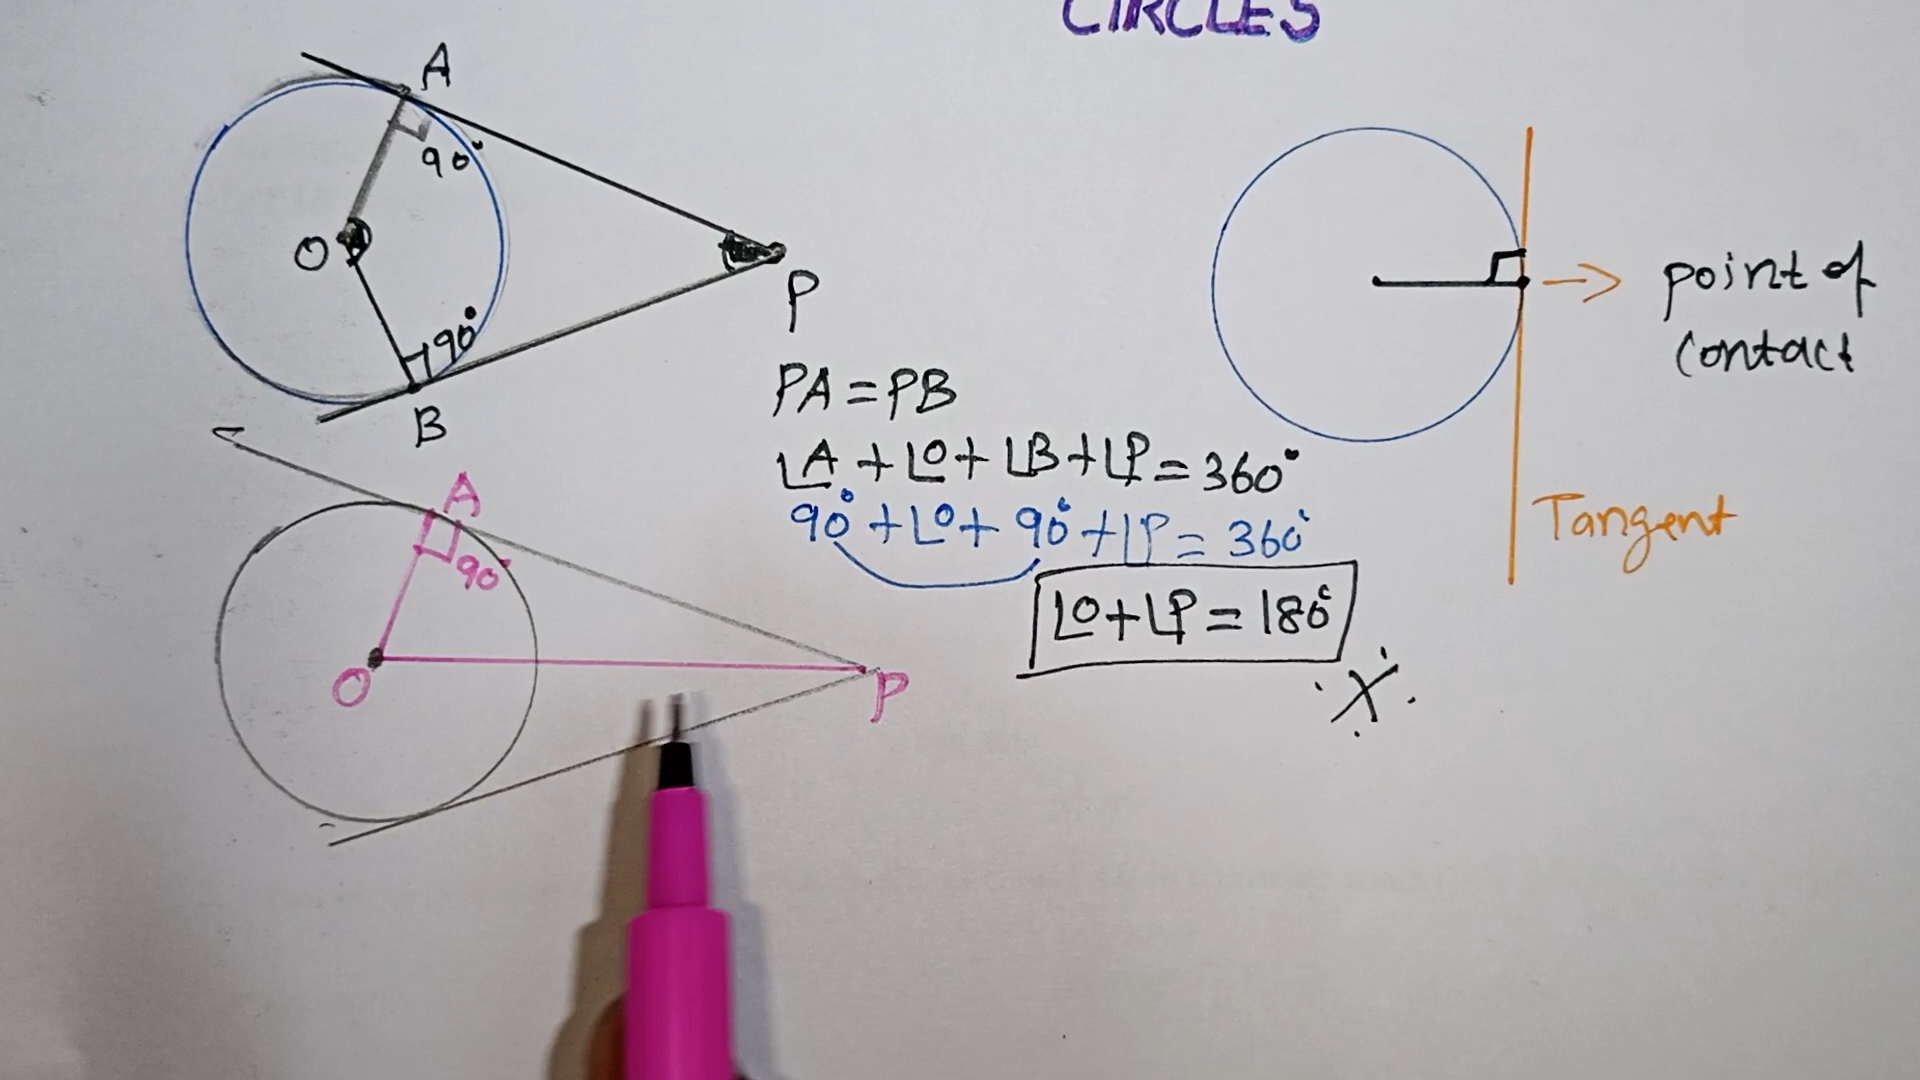 CIRCLES
A
90°
O
90°
B
P
point of
contact
Tangent
PA = PB
∠A + ∠O + ∠B + ∠P = 360°
90° + ∠O + 90° + ∠P = 360°
∠O + ∠P = 180°
A
90°
O
P